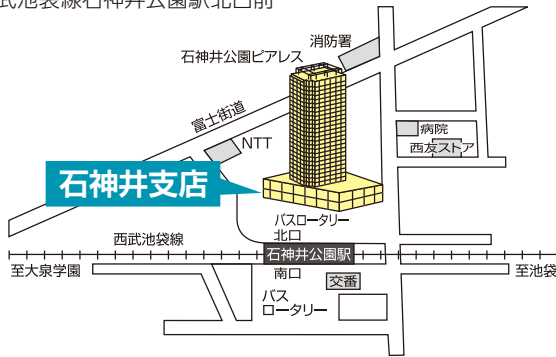 武池袋線石神井公園駅北口前
消防署
石神井公園ピアレス
富士街道
病院
西友ストア
NTT
石神井支店
バスロータリー
北口
西武池袋線
石神井公園駅
至大泉学園
至池袋
南口
交番
バス
ロータリー